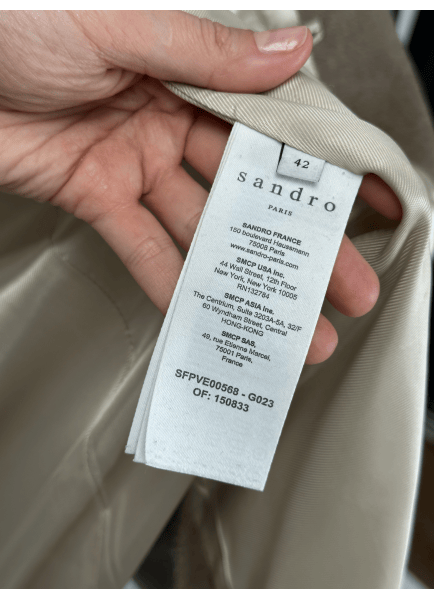 42
sandro
PARIS
SANDRO FRANCE
150 boulevard Haussmann
75008 Paris
www.sandro-paris.com
SMCP USA Inc.
44 Wall Street, 12th Floor
New York, New York 10005
RN132784
SMCP ASIA Inc.
The Centrium, Suite 3203A-5A, 32/F
60 Wyndham Street, Central
HONG-KONG
SMCP SAS,
49, rue Etienne Marcel,
75001 Paris,
France
SFPVE00568 - G023
OF: 150833